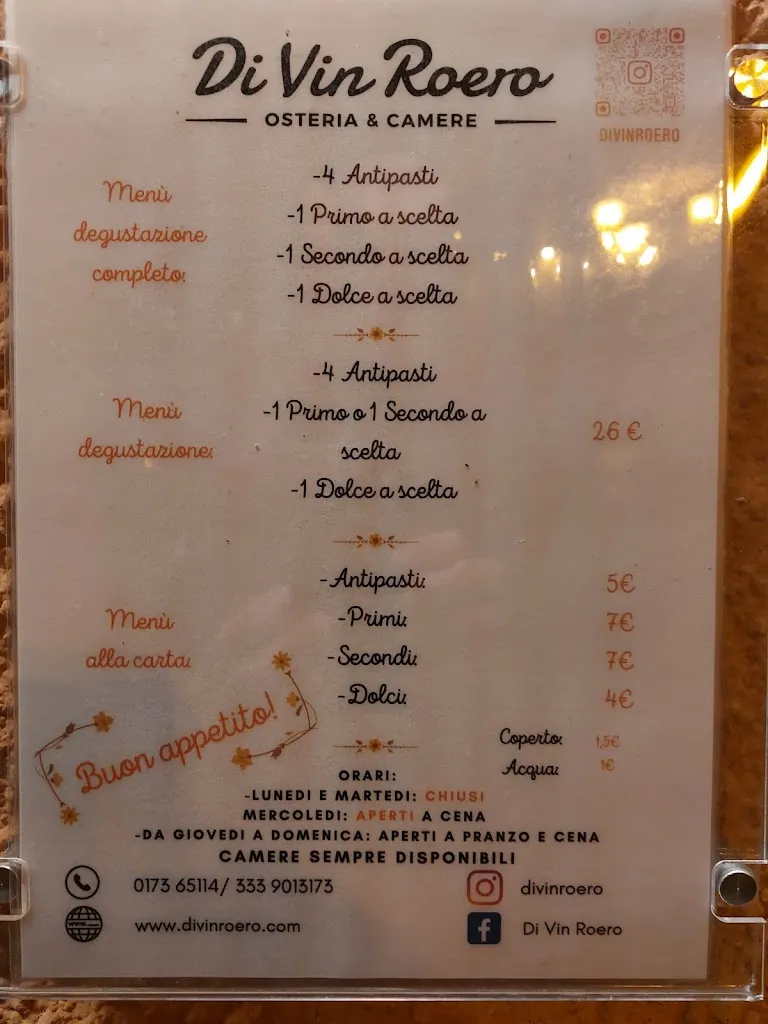 Di Vin Roero
OSTERIA & CAMERE
DIVINROERO
Menù
degustazione
completo:
-4 Antipasti
-1 Primo a scelta
-1 Secondo a scelta
-1 Dolce a scelta
Menù
degustazione:
-4 Antipasti
-1 Primo o 1 Secondo a
scelta
-1 Dolce a scelta
26 €
Menù
alla carta:
-Antipasti: 5€
-Primi: 7€
-Secondi: 7€
-Dolci: 4€
Buon appetito!
Coperto: 1,5€
Acqua: 1€
ORARI:
-LUNEDI E MARTEDI: CHIUSI
MERCOLEDI: APERTI A CENA
-DA GIOVEDI A DOMENICA: APERTI A PRANZO E CENA
CAMERE SEMPRE DISPONIBILI
0173 65114/ 333 9013173
divinroero
www.divinroero.com
Di Vin Roero